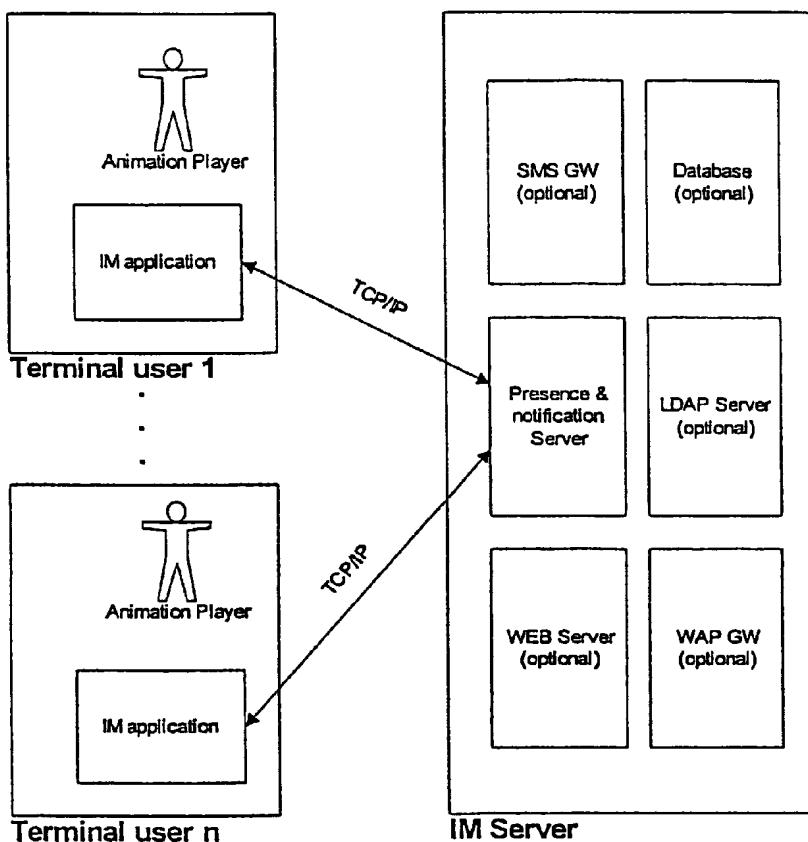 Animation Player
IM application
Terminal user 1
TCP/IP
Animation Player
IM application
Terminal user n
TCP/IP
SMS GW
(optional)
Database
(optional)
Presence &
notification
Server
LDAP Server
(optional)
WEB Server
(optional)
WAP GW
(optional)
IM Server